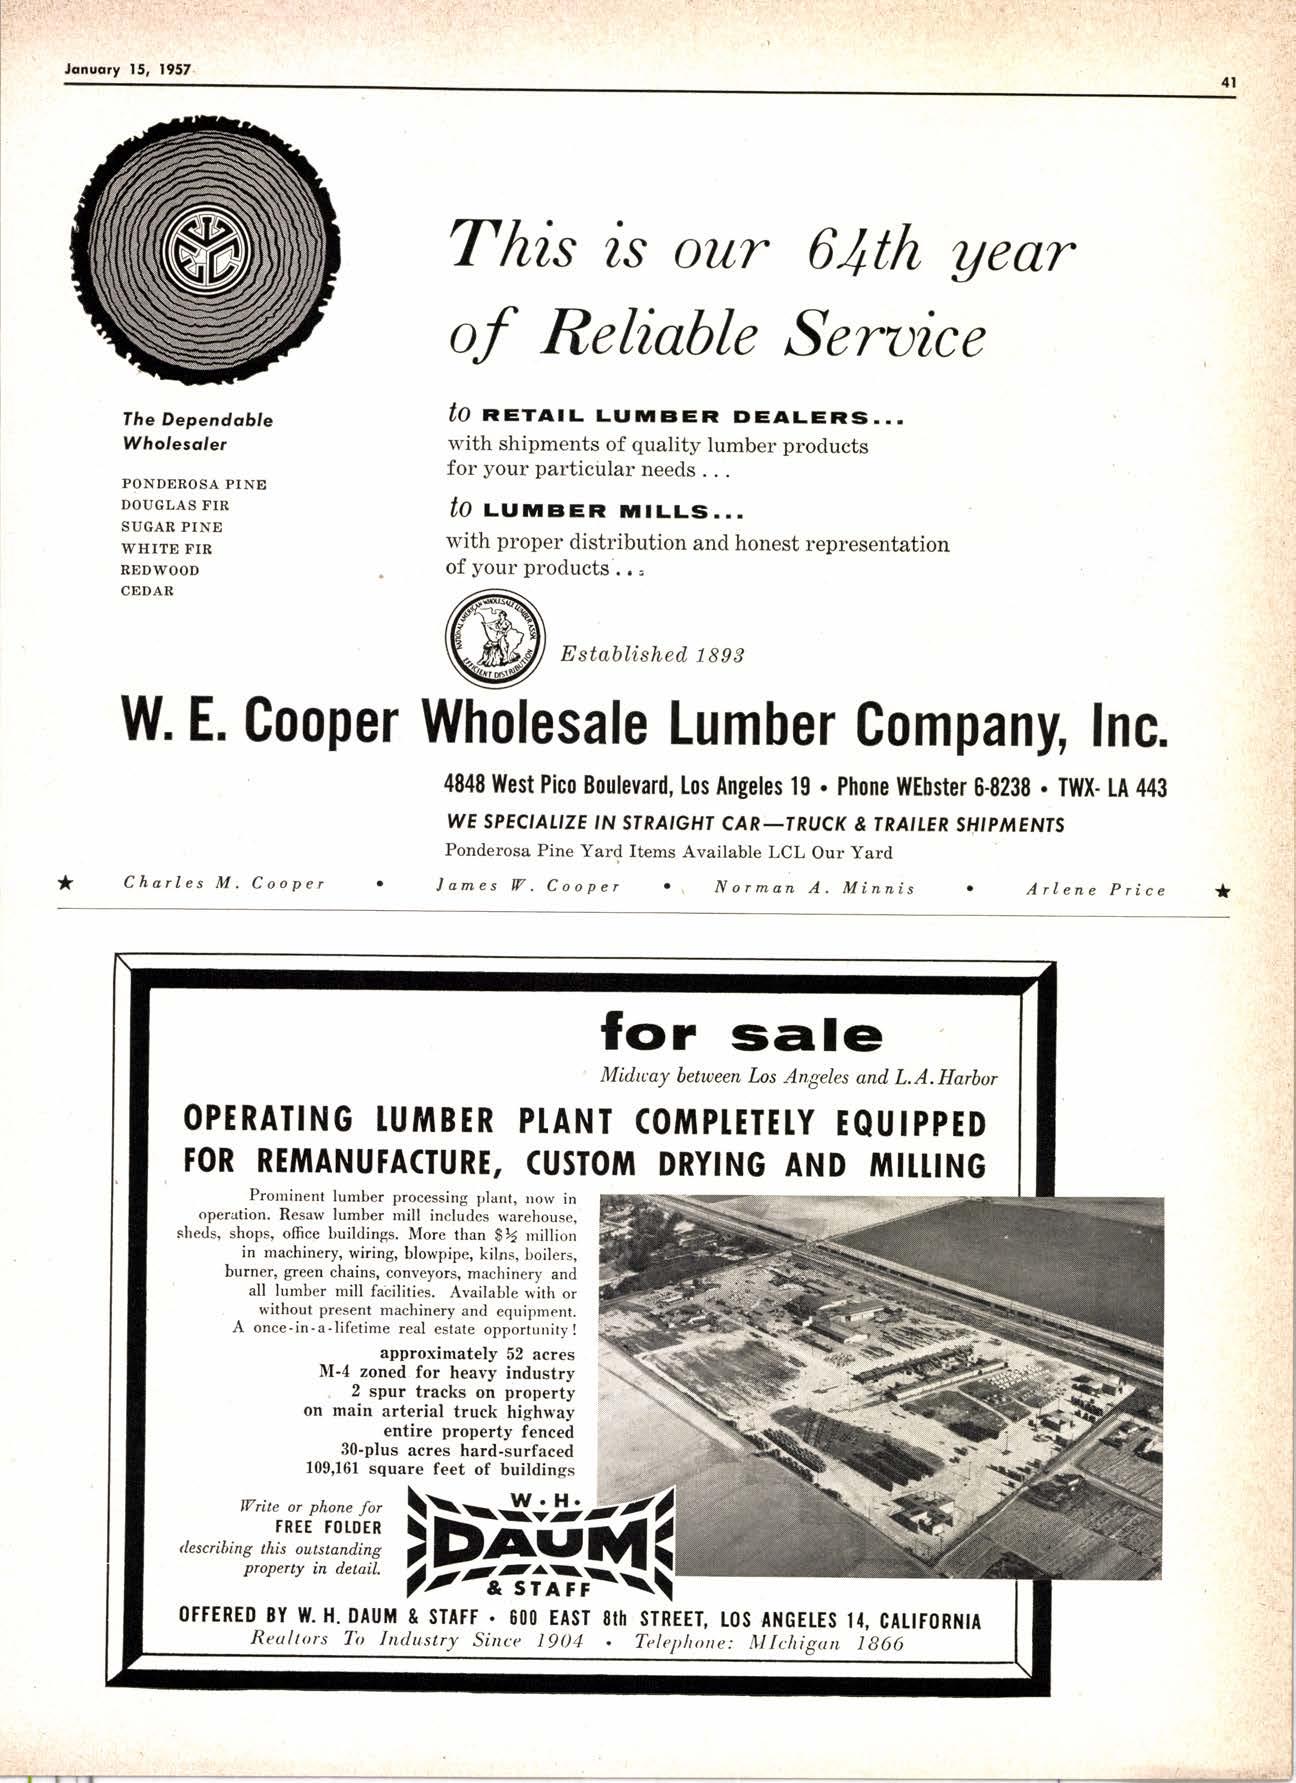 January 15, 1957
41
This is our 64th year
of Reliable Service
The Dependable
Wholesaler
PONDEROSA PINE
DOUGLAS FIR
SUGAR PINE
WHITE FIR
REDWOOD
CEDAR
to RETAIL LUMBER DEALERS...
with shipments of quality lumber products
for your particular needs . . .
to LUMBER MILLS...
with proper distribution and honest representation
of your products . . .
NATIONAL AMERICAN WHOLESALE LUMBER ASSN.
EFFICIENT DISTRIBUTION
Established 1893
W. E. Cooper Wholesale Lumber Company, Inc.
4848 West Pico Boulevard, Los Angeles 19 • Phone WEbster 6-8238 • TWX- LA 443
WE SPECIALIZE IN STRAIGHT CAR—TRUCK & TRAILER SHIPMENTS
Ponderosa Pine Yard Items Available LCL Our Yard
★ Charles M. Cooper • James W. Cooper • Norman A. Minnis • Arlene Price ★
for sale
Midway between Los Angeles and L.A. Harbor
OPERATING LUMBER PLANT COMPLETELY EQUIPPED
FOR REMANUFACTURE, CUSTOM DRYING AND MILLING
Prominent lumber processing plant, now in
operation. Resaw lumber mill includes warehouse,
sheds, shops, office buildings. More than $½ million
in machinery, wiring, blowpipe, kilns, boilers,
burner, green chains, conveyors, machinery and
all lumber mill facilities. Available with or
without present machinery and equipment.
A once-in-a-lifetime real estate opportunity!
approximately 52 acres
M-4 zoned for heavy industry
2 spur tracks on property
on main arterial truck highway
entire property fenced
30-plus acres hard-surfaced
109,161 square feet of buildings
Write or phone for
FREE FOLDER
describing this outstanding
property in detail.
W. H.
DAUM
& STAFF
OFFERED BY W. H. DAUM & STAFF • 600 EAST 8th STREET, LOS ANGELES 14, CALIFORNIA
Realtors To Industry Since 1904 • Telephone: MIchigan 1866